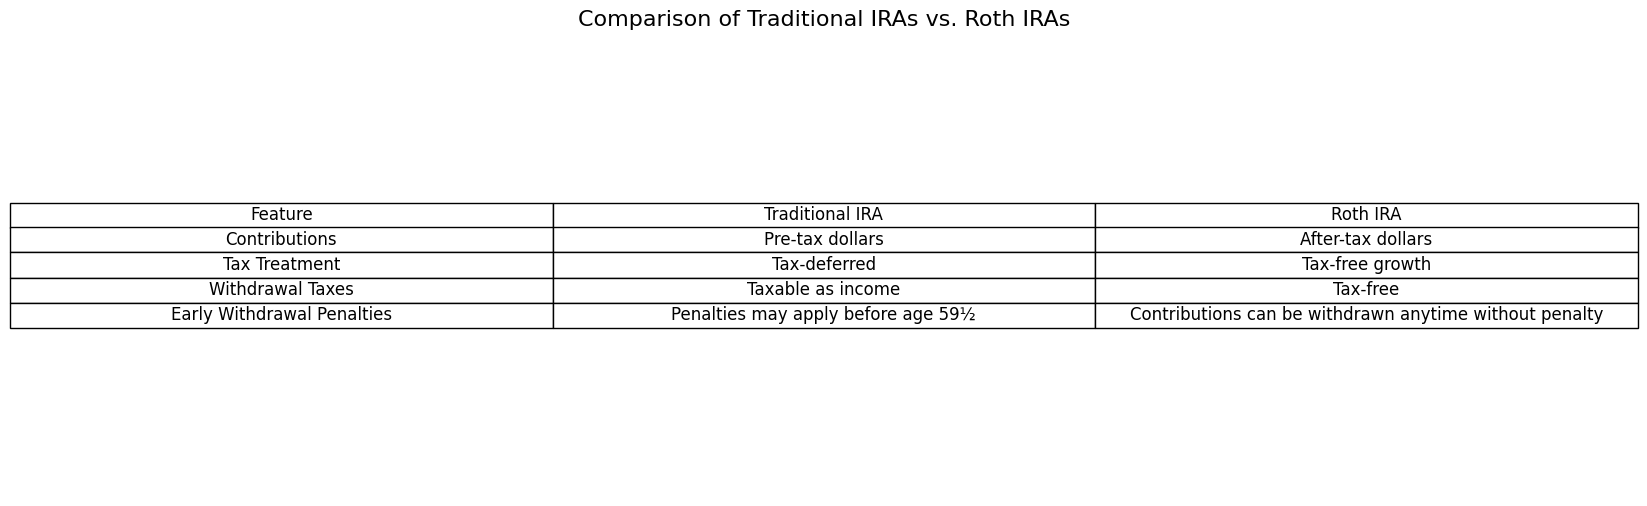 Comparison of Traditional IRAs vs. Roth IRAs
Feature Traditional IRA Roth IRA
Contributions Pre-tax dollars After-tax dollars
Tax Treatment Tax-deferred Tax-free growth
Withdrawal Taxes Taxable as income Tax-free
Early Withdrawal Penalties Penalties may apply before age 59½ Contributions can be withdrawn anytime without penalty